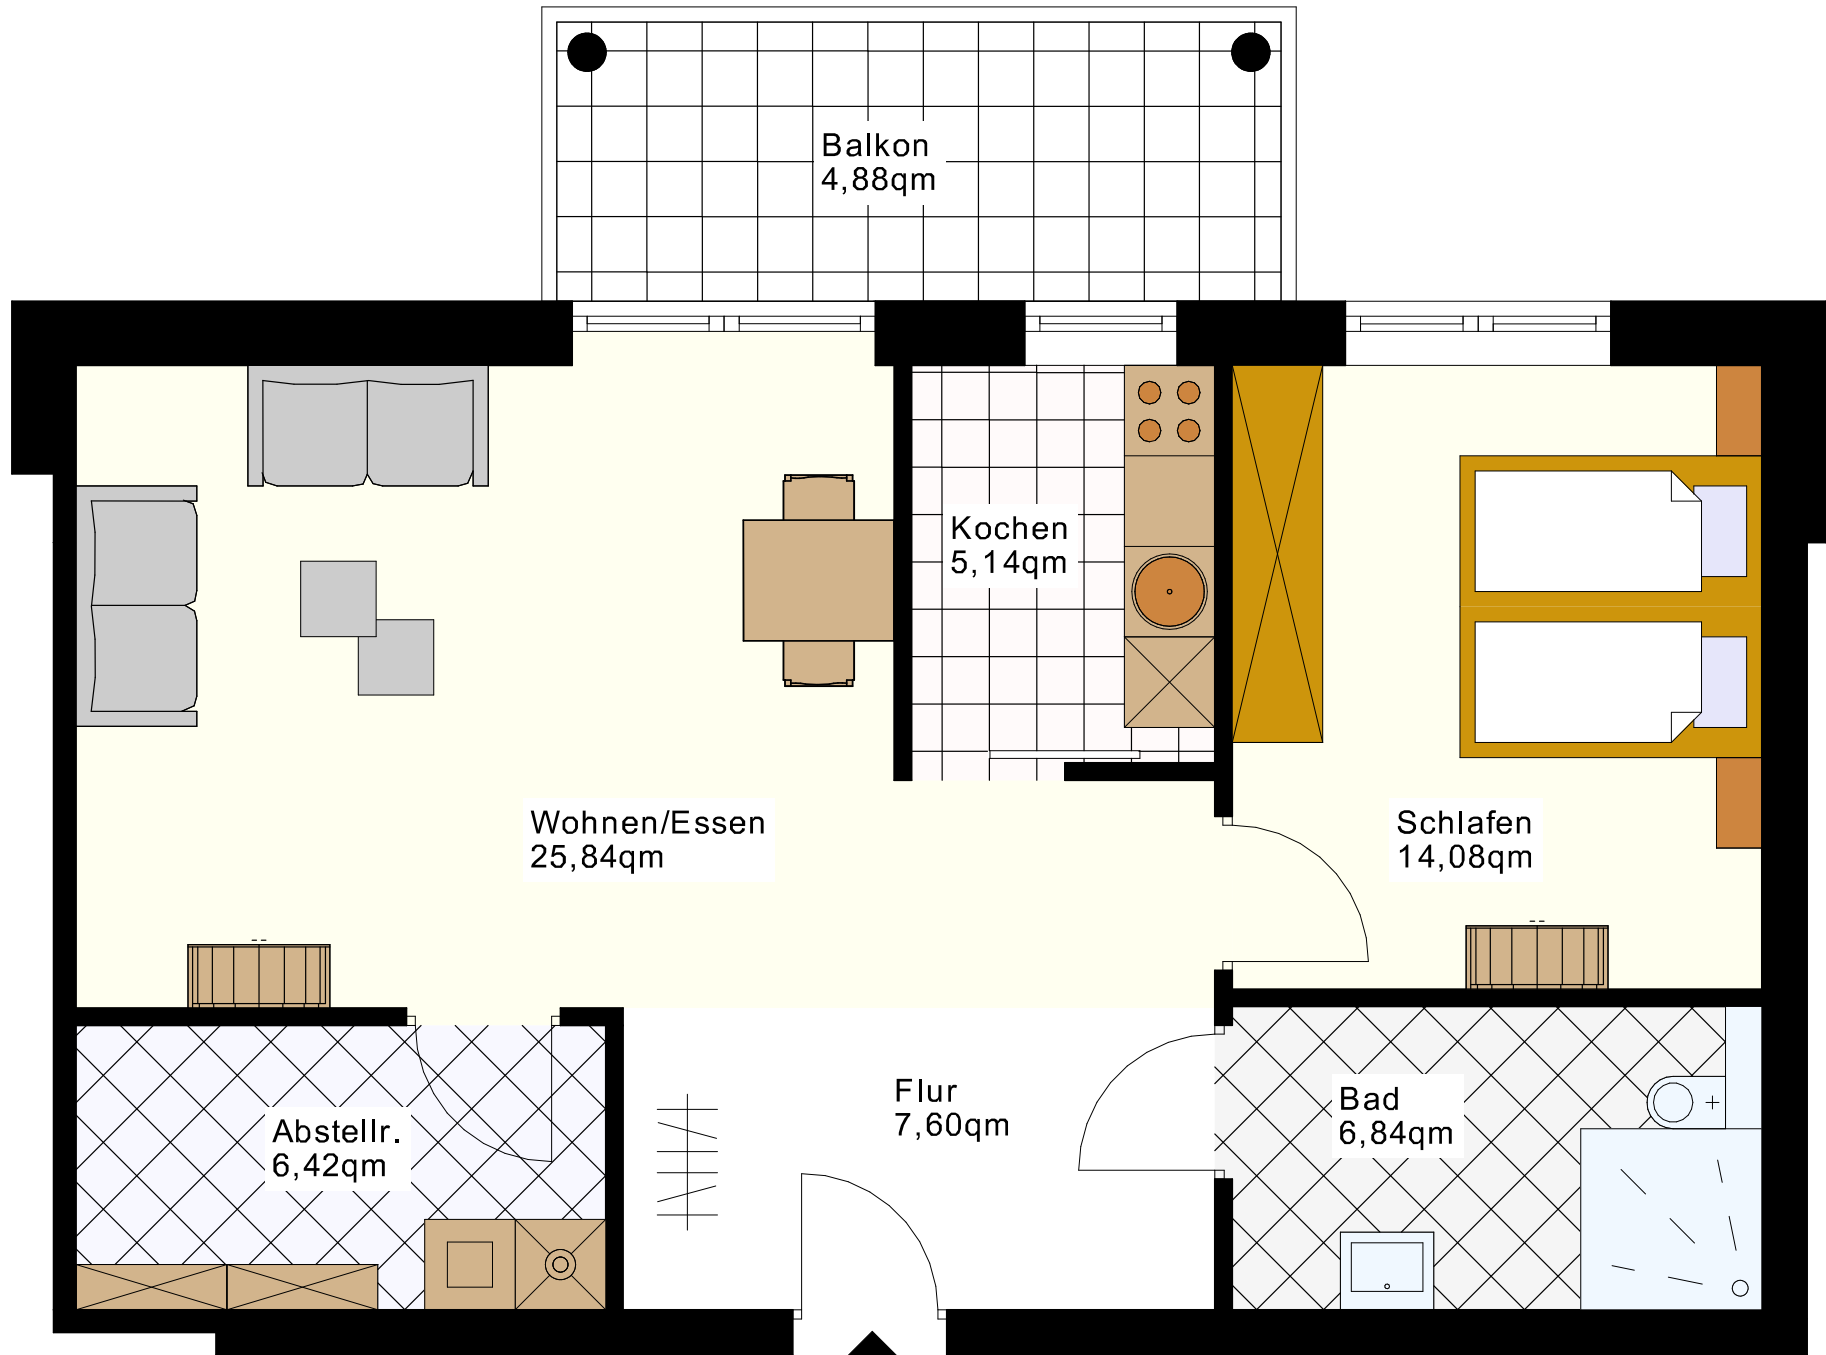 Balkon
4,88qm
Kochen
5,14qm
Wohnen/Essen
25,84qm
Schlafen
14,08qm
Flur
7,60qm
Bad
6,84qm
Abstellr.
6,42qm